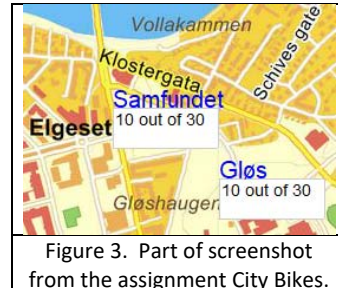 Vollakammen
Klostergata
Schives gate
Samfundet
10 out of 30
Elgeset
Gløs
10 out of 30
Gløshaugen
Figure 3.  Part of screenshot
from the assignment City Bikes.